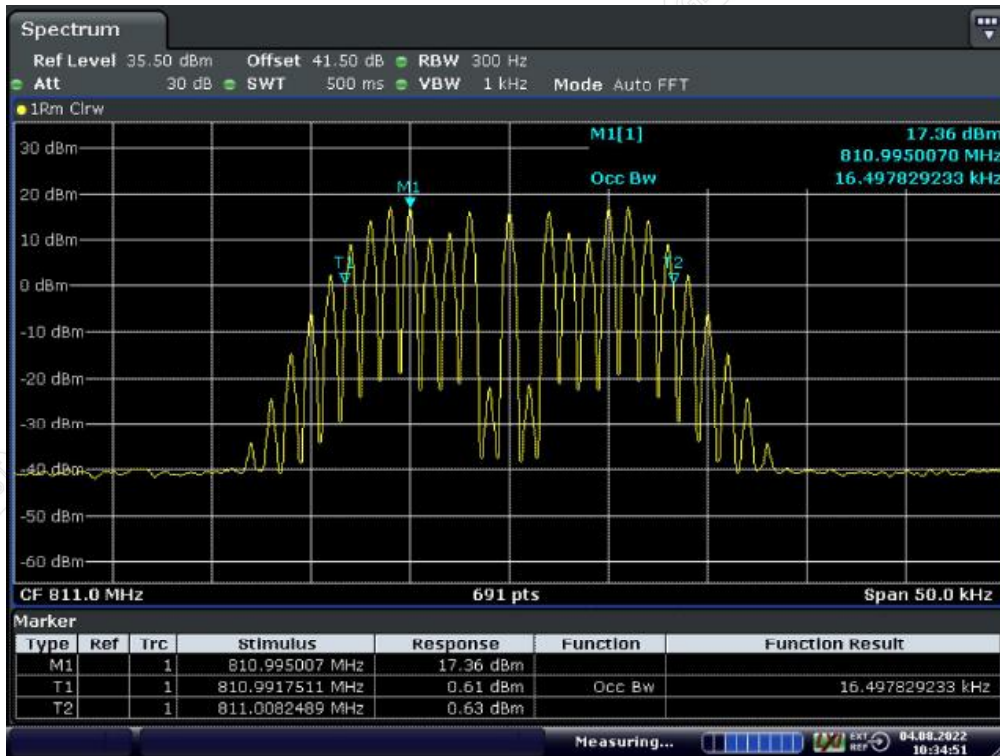 Spectrum
Ref Level 35.50 dBm Offset 41.50 dB RBW 300 Hz
Att 30 dB SWT 500 ms VBW 1 kHz Mode Auto FFT
1Rm Clrw
M1[1] 17.36 dBm
810.9950070 MHz
Occ Bw 16.497829233 kHz
30 dBm
20 dBm
M1
10 dBm
T1 T2
0 dBm
-10 dBm
-20 dBm
-30 dBm
-40 dBm
-50 dBm
-60 dBm
CF 811.0 MHz 691 pts Span 50.0 kHz
Marker
Type Ref Trc Stimulus Response Function Function Result
M1 1 810.995007 MHz 17.36 dBm
T1 1 810.9917511 MHz 0.61 dBm Occ Bw 16.497829233 kHz
T2 1 811.0082489 MHz 0.63 dBm
Measuring... LXI EXT REF 04.08.2022
10:34:51